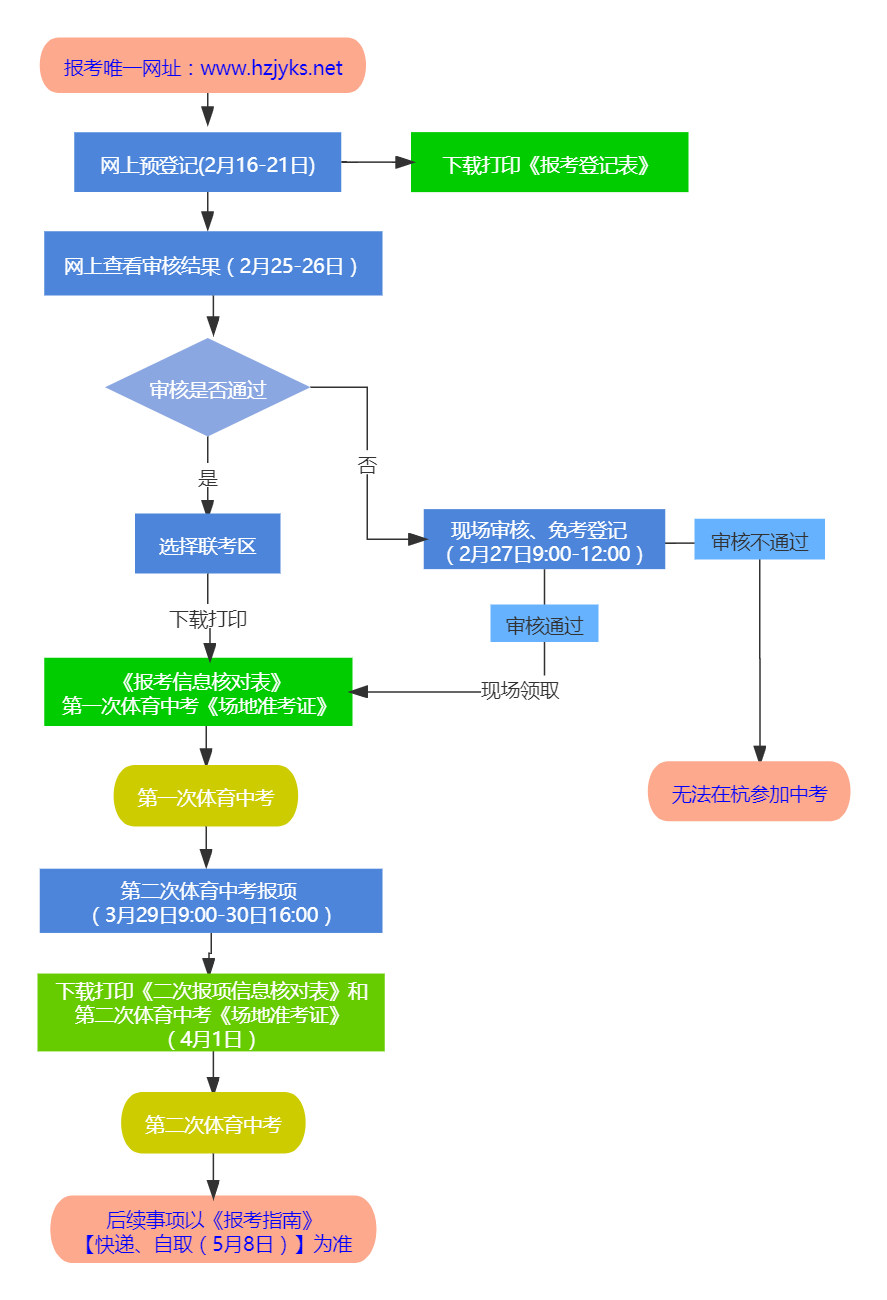 报考唯一网址：www.hzjyks.net
网上预登记(2月16-21日)
下载打印《报考登记表》
网上查看审核结果（2月25-26日）
审核是否通过
是
否
选择联考区
现场审核、免考登记
（2月27日9:00-12:00）
审核不通过
下载打印
审核通过
《报考信息核对表》
第一次体育中考《场地准考证》
现场领取
第一次体育中考
无法在杭参加中考
第二次体育中考报项
（3月29日9:00-30日16:00）
下载打印《二次报项信息核对表》和
第二次体育中考《场地准考证》
（4月1日）
第二次体育中考
后续事项以《报考指南》
【快递、自取（5月8日）】为准